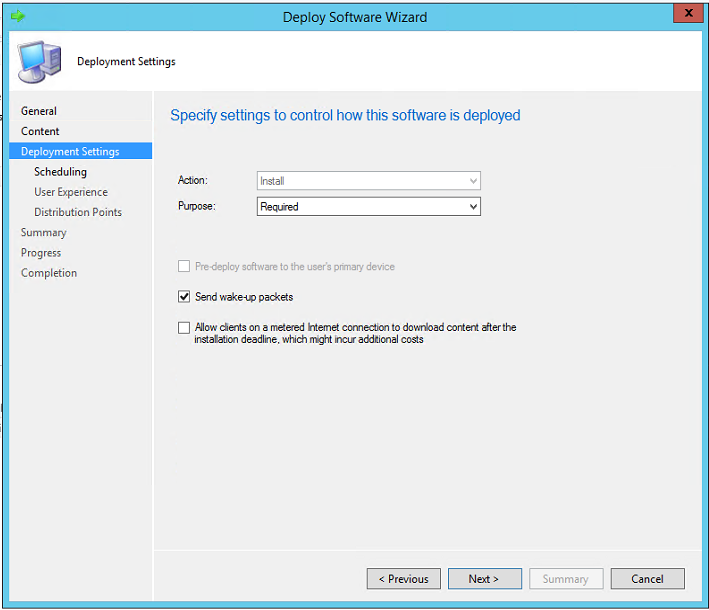 Deploy Software Wizard
x
Deployment Settings
General
Content
Deployment Settings
Scheduling
User Experience
Distribution Points
Summary
Progress
Completion
Specify settings to control how this software is deployed
Action:
Install
Purpose:
Required
Pre-deploy software to the user's primary device
Send wake-up packets
Allow clients on a metered Internet connection to download content after the
installation deadline, which might incur additional costs
< Previous
Next >
Summary
Cancel